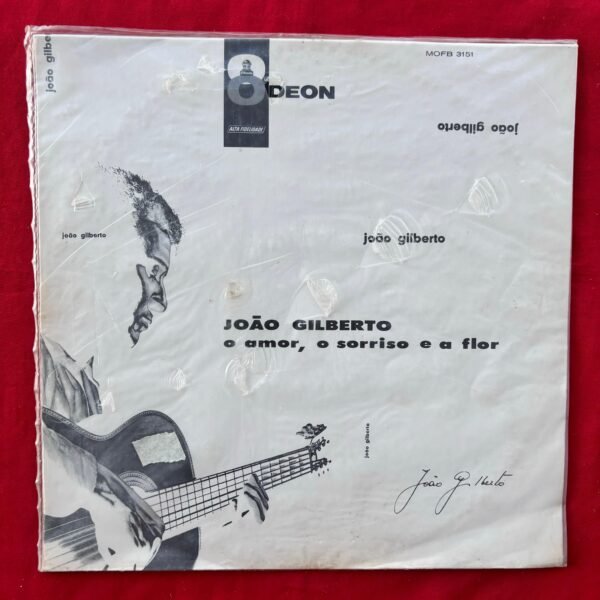 joão gilbe
ODEON
ALTA FIDELIDADE
MOFB 3151
joão gilberto
joão gilberto
joão gilberto
JOÃO GILBERTO
o amor, o sorriso e a flor
joão gilberto
João Gilberto